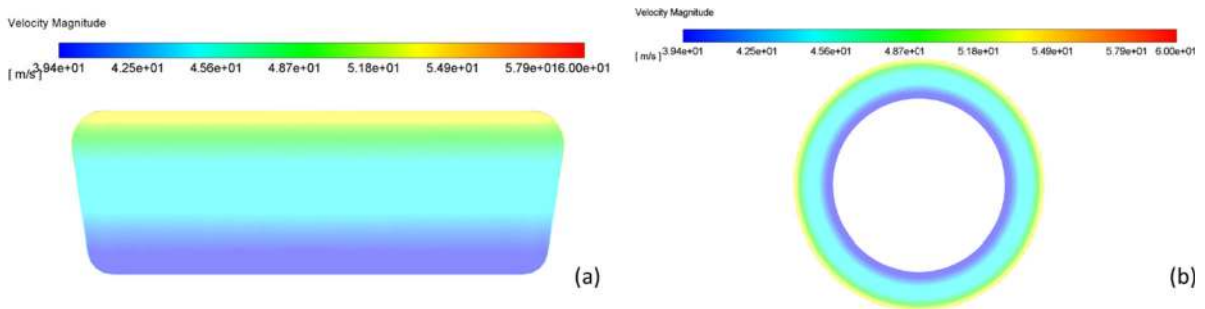 Velocity Magnitude
3.94e+01 4.25e+01 4.56e+01 4.87e+01 5.18e+01 5.49e+01 5.79e+016.00e+01
[ m/s ]
(a)
Velocity Magnitude
3.94e+01 4.25e+01 4.56e+01 4.87e+01 5.18e+01 5.49e+01 5.79e+01 6.00e+01
[ m/s ]
(b)